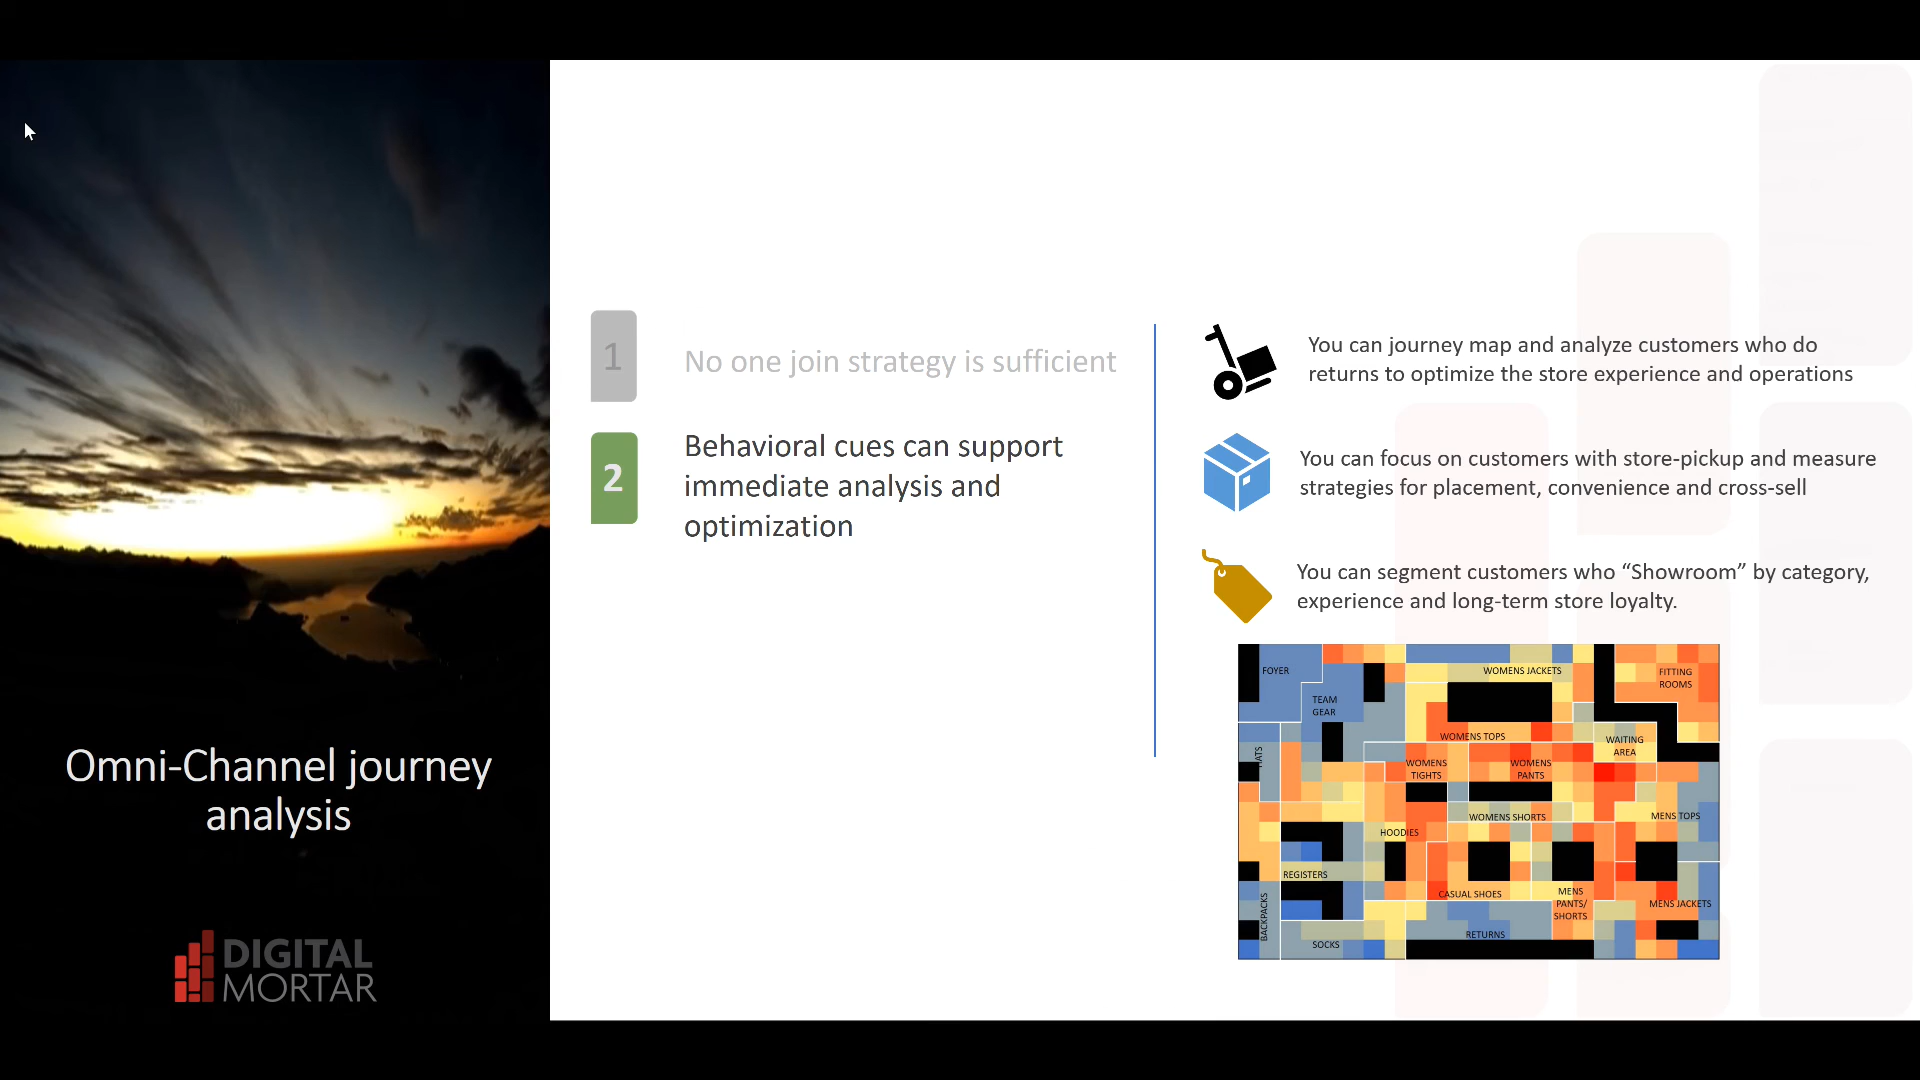 Omni-Channel journey
analysis
DIGITAL
MORTAR
1
No one join strategy is sufficient
2
Behavioral cues can support
immediate analysis and
optimization
You can journey map and analyze customers who do
returns to optimize the store experience and operations
You can focus on customers with store-pickup and measure
strategies for placement, convenience and cross-sell
You can segment customers who “Showroom” by category,
experience and long-term store loyalty.
FOYER
WOMENS JACKETS
FITTING
ROOMS
TEAM
GEAR
HATS
WOMENS TOPS
WAITING
AREA
WOMENS
TIGHTS
WOMENS
PANTS
WOMENS SHORTS
MENS TOPS
HOODIES
REGISTERS
CASUAL SHOES
MENS
PANTS/
SHORTS
MENS JACKETS
BACKPACKS
RETURNS
SOCKS